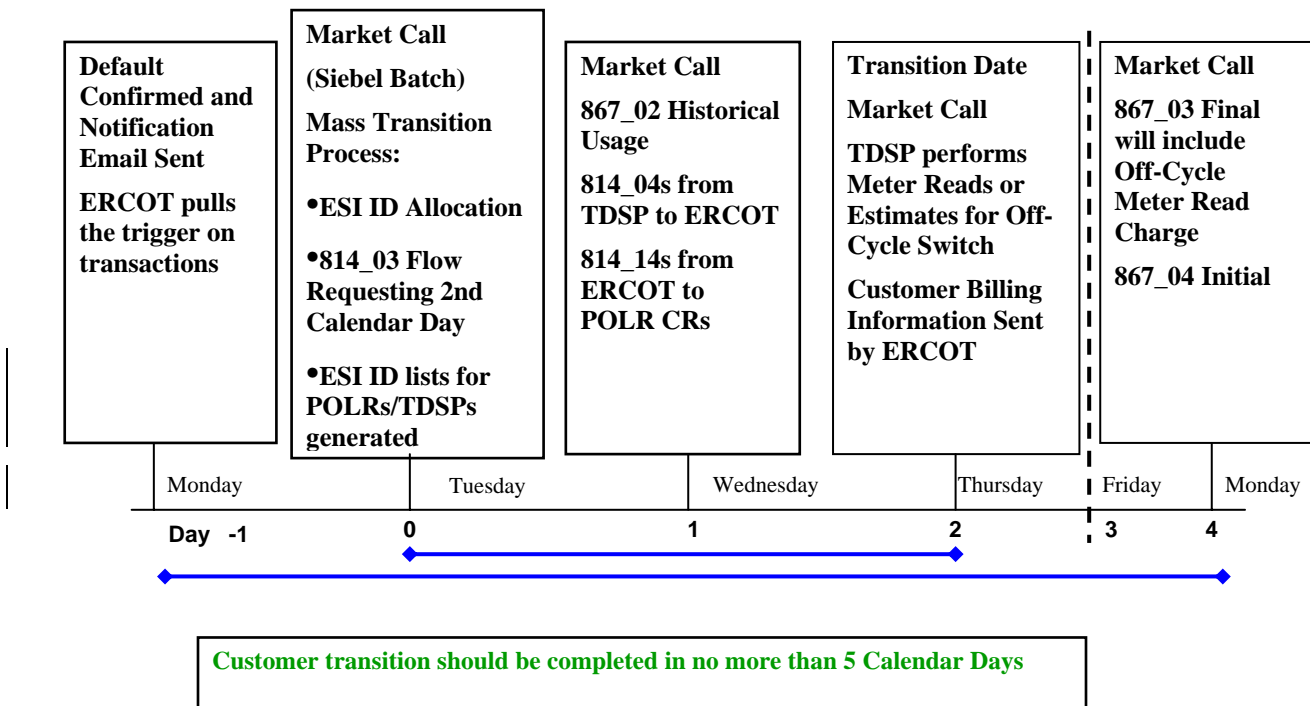 Default
Confirmed and
Notification
Email Sent
ERCOT pulls
the trigger on
transactions
Market Call
(Siebel Batch)
Mass Transition
Process:
•ESI ID Allocation
•814_03 Flow
Requesting 2nd
Calendar Day
•ESI ID lists for
POLRs/TDSPs
generated
Market Call
867_02 Historical
Usage
814_04s from
TDSP to ERCOT
814_14s from
ERCOT to
POLR CRs
Transition Date
Market Call
TDSP performs
Meter Reads or
Estimates for Off-
Cycle Switch
Customer Billing
Information Sent
by ERCOT
Market Call
867_03 Final
will include
Off-Cycle
Meter Read
Charge
867_04 Initial
Monday Tuesday Wednesday Thursday Friday Monday
Day -1 0 1 2 3 4
Customer transition should be completed in no more than 5 Calendar Days